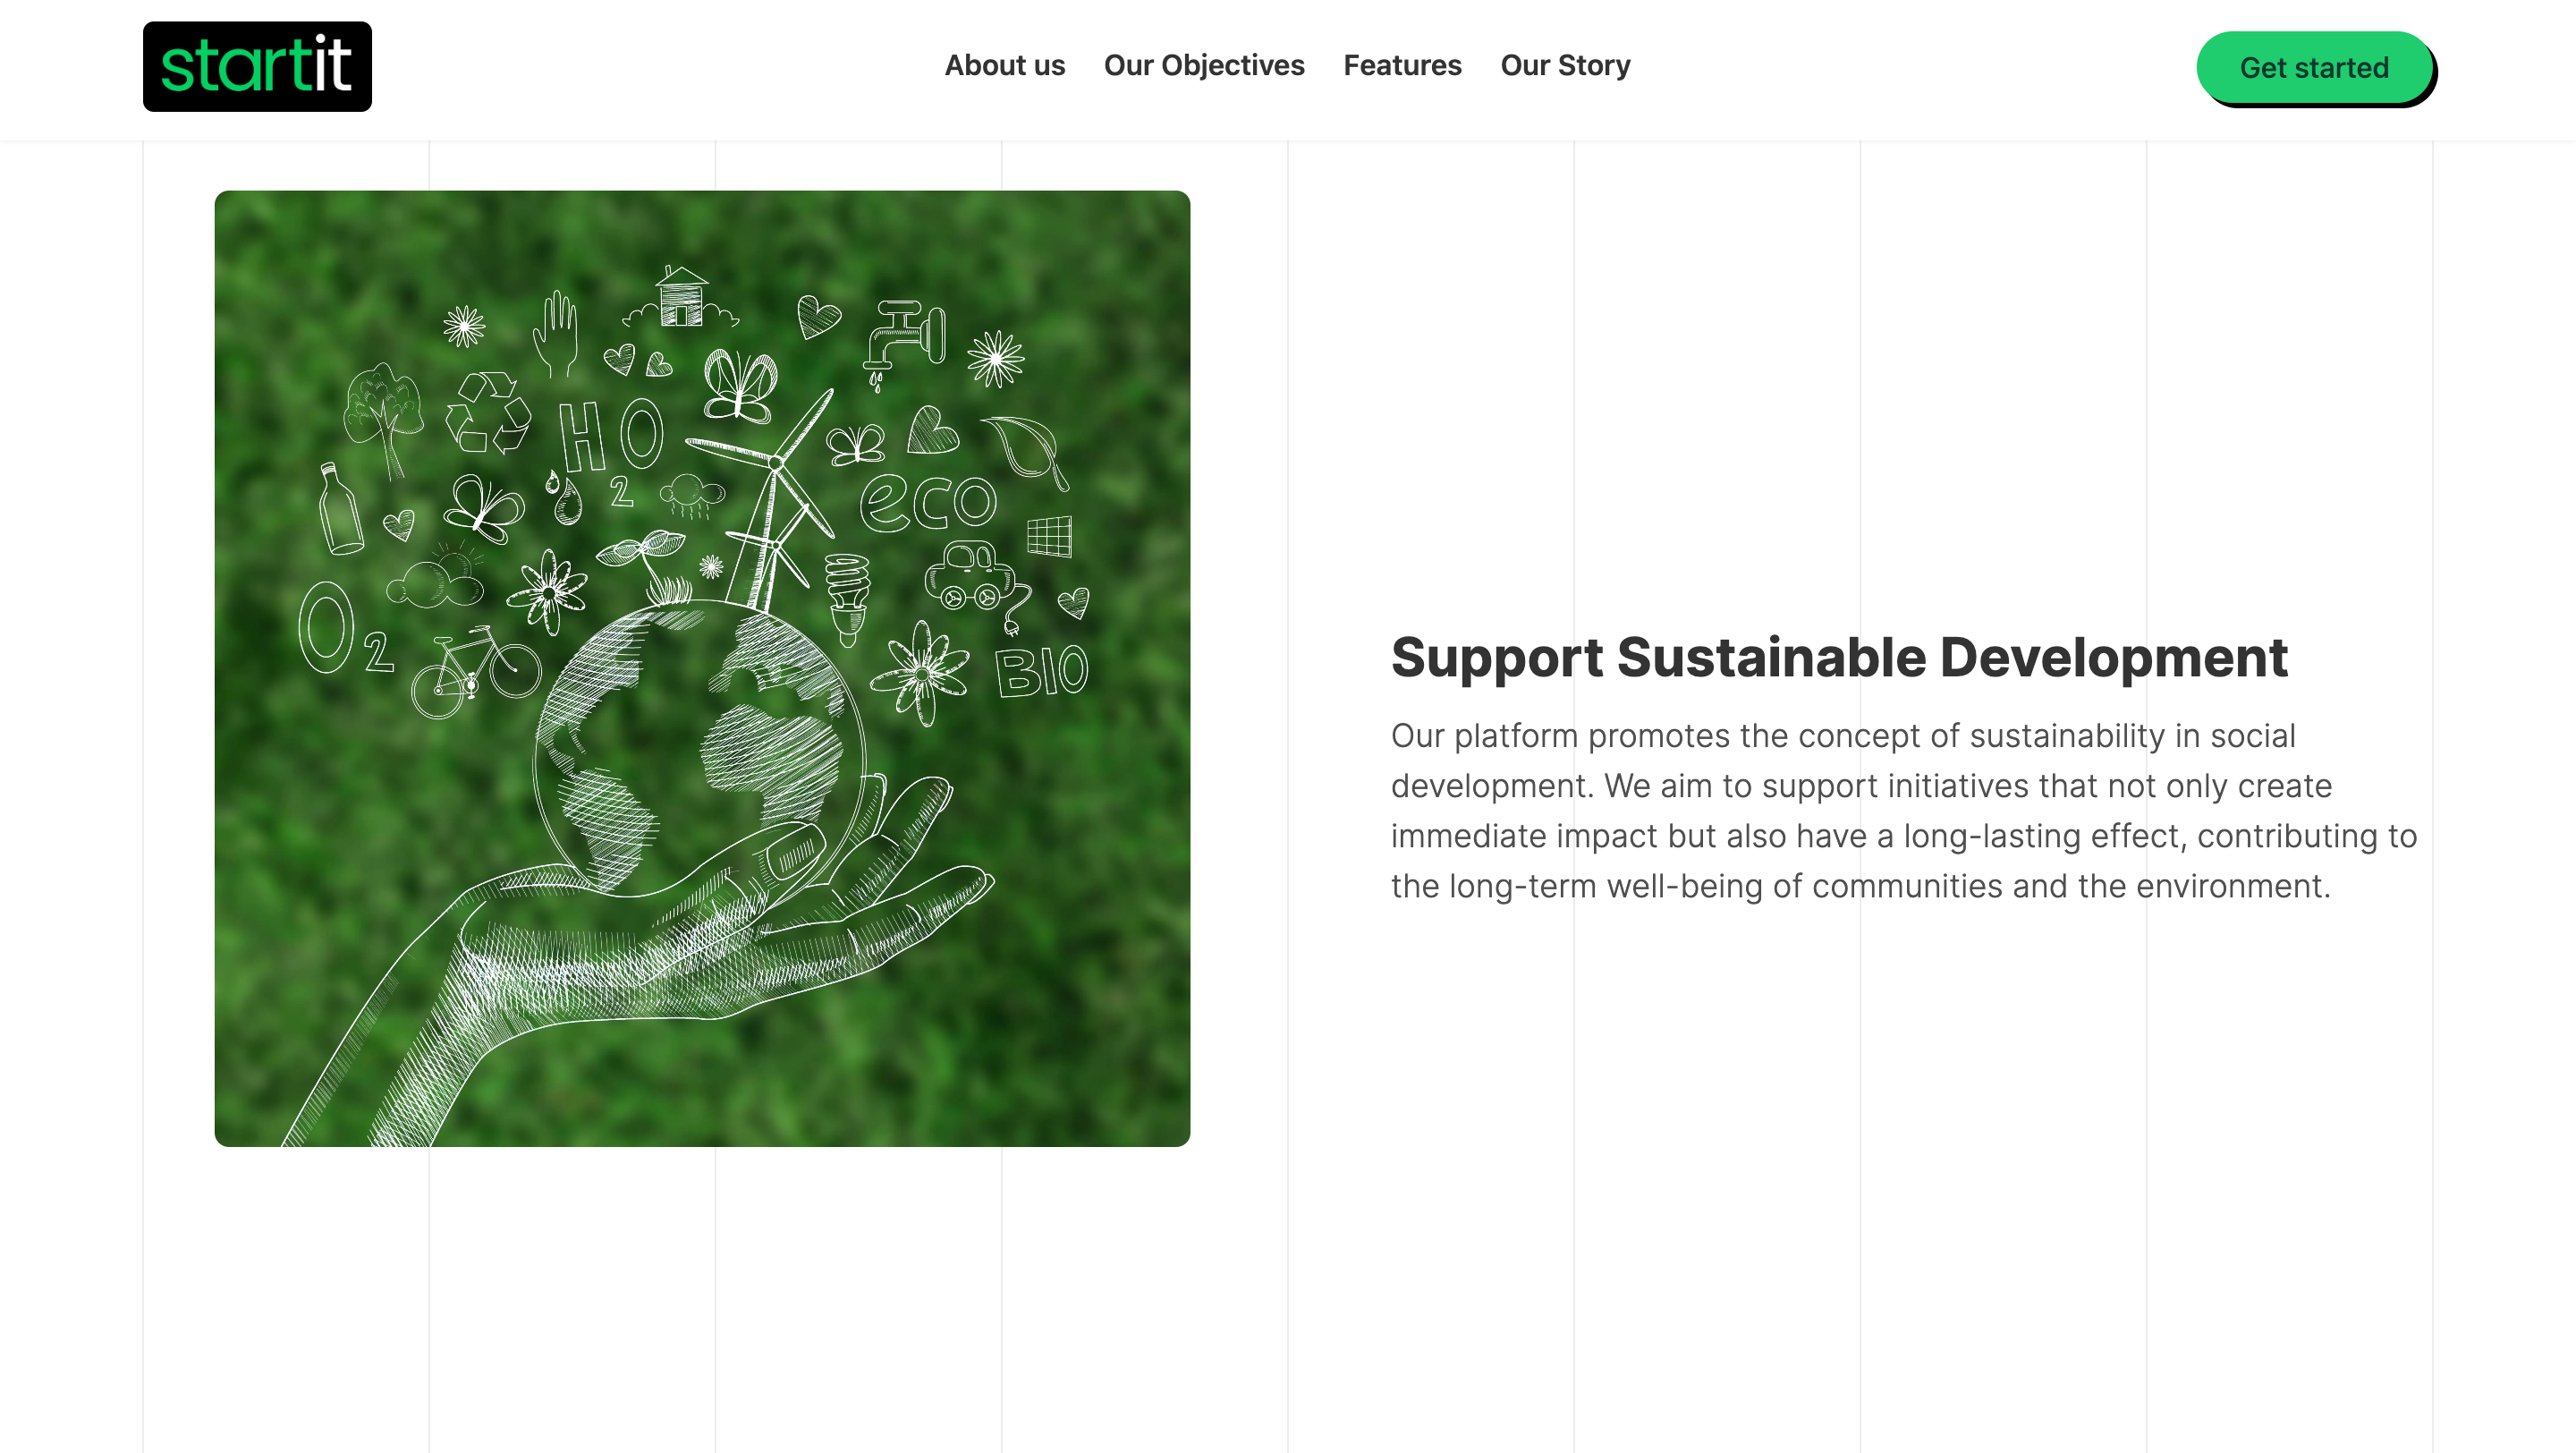 startit
About us
Our Objectives
Features
Our Story
Get started
H O
2
eco
O
2
BIO
Support Sustainable Development
Our platform promotes the concept of sustainability in social
development. We aim to support initiatives that not only create
immediate impact but also have a long-lasting effect, contributing to
the long-term well-being of communities and the environment.